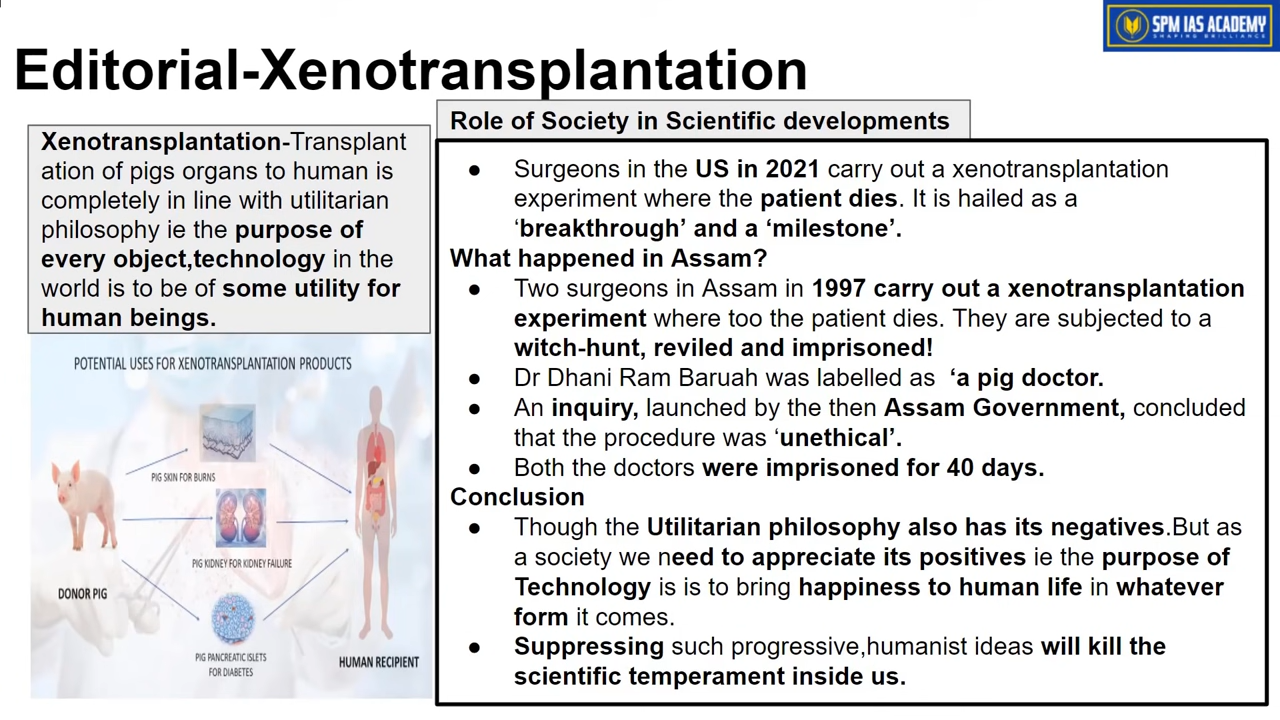 SPM IAS ACADEMY
SHAPING BRILLIANCE
Editorial-Xenotransplantation
Xenotransplantation-Transplant
ation of pigs organs to human is
completely in line with utilitarian
philosophy ie the purpose of
every object,technology in the
world is to be of some utility for
human beings.
POTENTIAL USES FOR XENOTRANSPLANTATION PRODUCTS
PIG SKIN FOR BURNS
PIG KIDNEY FOR KIDNEY FAILURE
DONOR PIG
PIG PANCREATIC ISLETS
FOR DIABETES
HUMAN RECIPIENT
Role of Society in Scientific developments
● Surgeons in the US in 2021 carry out a xenotransplantation
experiment where the patient dies. It is hailed as a
‘breakthrough’ and a ‘milestone’.
What happened in Assam?
● Two surgeons in Assam in 1997 carry out a xenotransplantation
experiment where too the patient dies. They are subjected to a
witch-hunt, reviled and imprisoned!
● Dr Dhani Ram Baruah was labelled as ‘a pig doctor.
● An inquiry, launched by the then Assam Government, concluded
that the procedure was ‘unethical’.
● Both the doctors were imprisoned for 40 days.
Conclusion
● Though the Utilitarian philosophy also has its negatives.But as
a society we need to appreciate its positives ie the purpose of
Technology is is to bring happiness to human life in whatever
form it comes.
● Suppressing such progressive,humanist ideas will kill the
scientific temperament inside us.